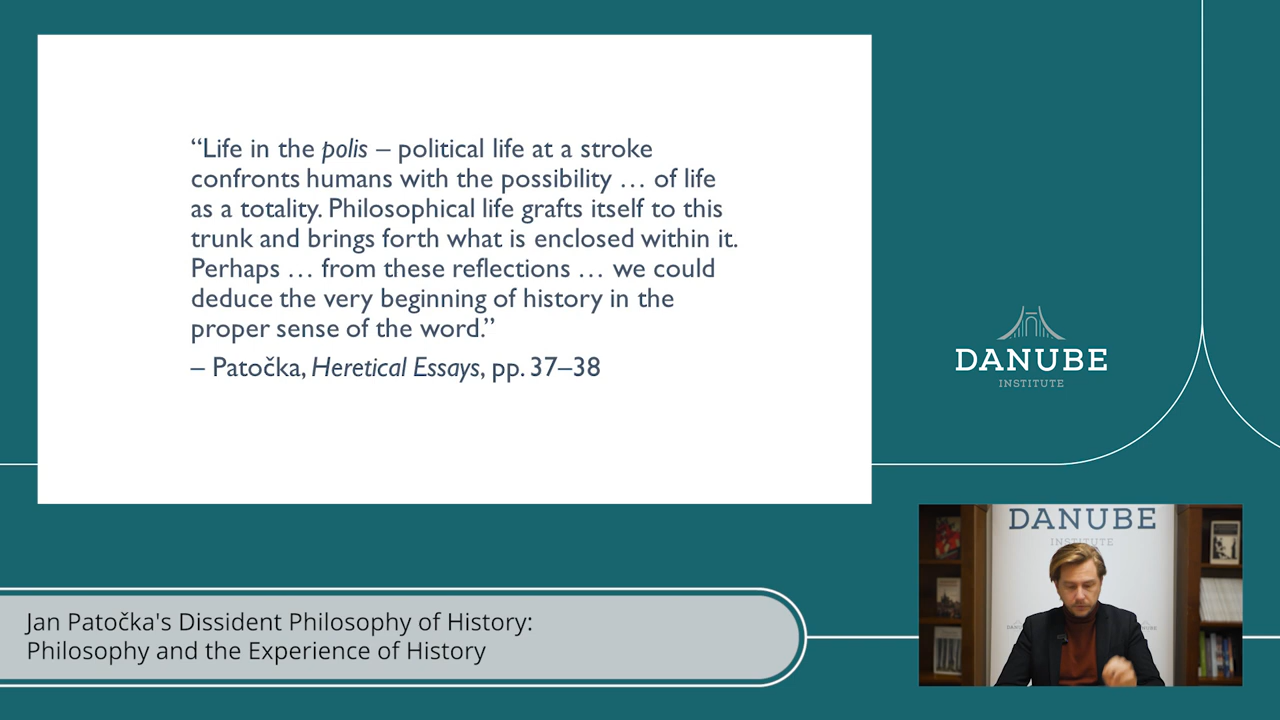 “Life in the polis – political life at a stroke
confronts humans with the possibility … of life
as a totality. Philosophical life grafts itself to this
trunk and brings forth what is enclosed within it.
Perhaps … from these reflections … we could
deduce the very beginning of history in the
proper sense of the word.”
– Patočka, Heretical Essays, pp. 37–38
DANUBE
INSTITUTE
DANUBE
INSTITUTE
Jan Patočka's Dissident Philosophy of History:
Philosophy and the Experience of History